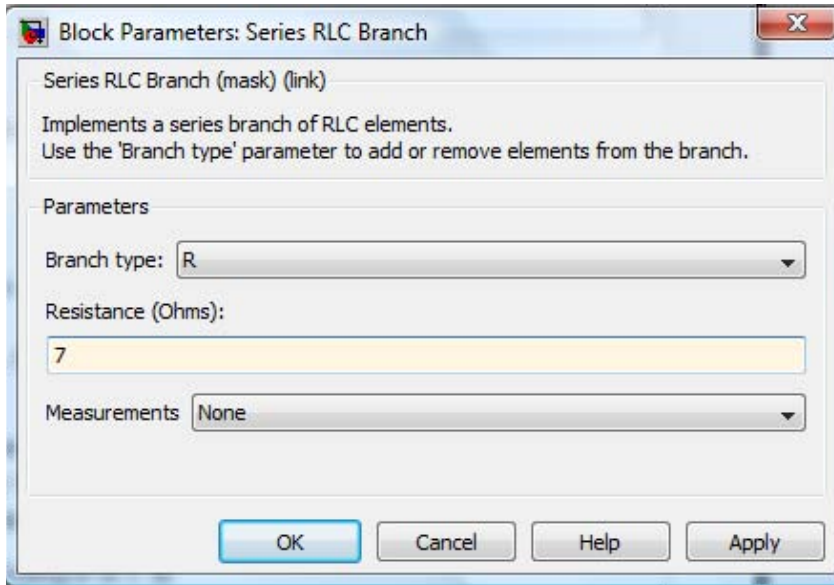 Block Parameters: Series RLC Branch
X
Series RLC Branch (mask) (link)
Implements a series branch of RLC elements.
Use the 'Branch type' parameter to add or remove elements from the branch.
Parameters
Branch type: R
Resistance (Ohms):
7
Measurements None
OK Cancel Help Apply